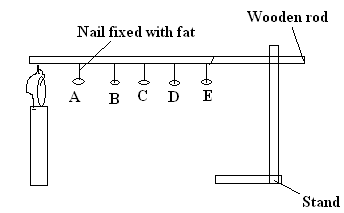 Wooden rod
Nail fixed with fat
A B C D E
Stand